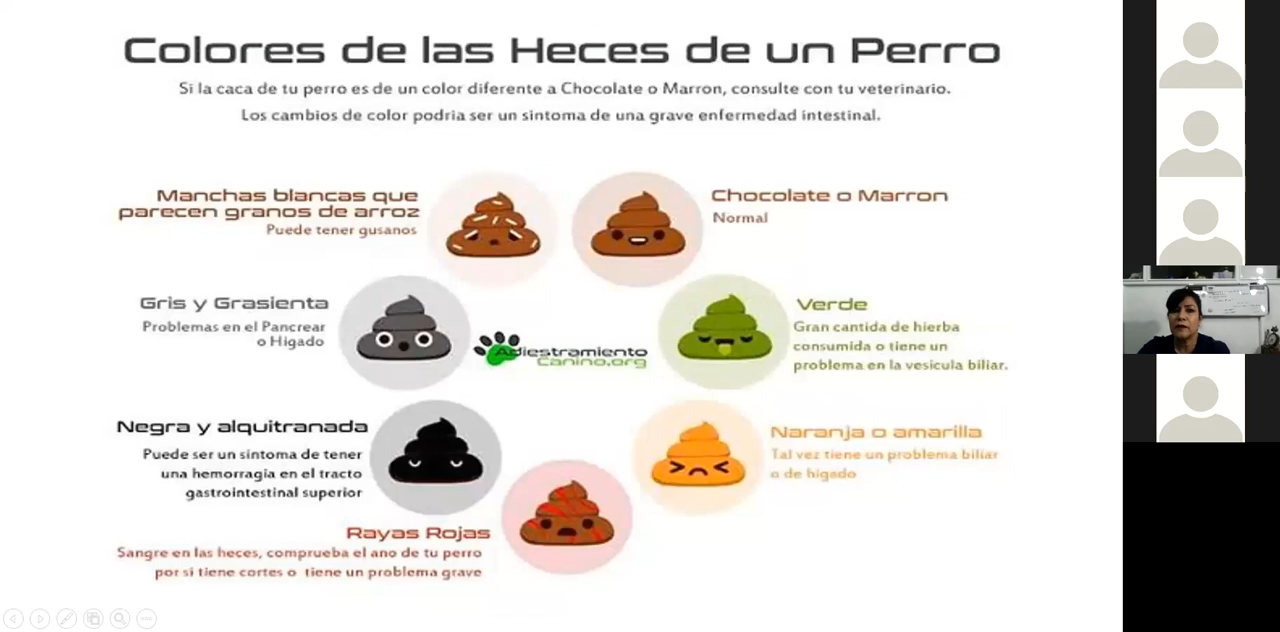 Colores de las Heces de un Perro
Si la caca de tu perro es de un color diferente a Chocolate o Marron, consulte con tu veterinario.
Los cambios de color podria ser un sintoma de una grave enfermedad intestinal.
Manchas blancas que
parecen granos de arroz
Puede tener gusanos
Chocolate o Marron
Normal
Gris y Grasienta
Problemas en el Pancrear
o Higado
Verde
Gran cantida de hierba
consumida o tiene un
problema en la vesicula biliar.
Adiestramiento
Canino.org
Negra y alquitranada
Puede ser un sintoma de tener
una hemorragia en el tracto
gastrointestinal superior
Naranja o amarilla
Tal vez tiene un problema biliar
o de higado
Rayas Rojas
Sangre en las heces, comprueba el ano de tu perro
por si tiene cortes o tiene un problema grave